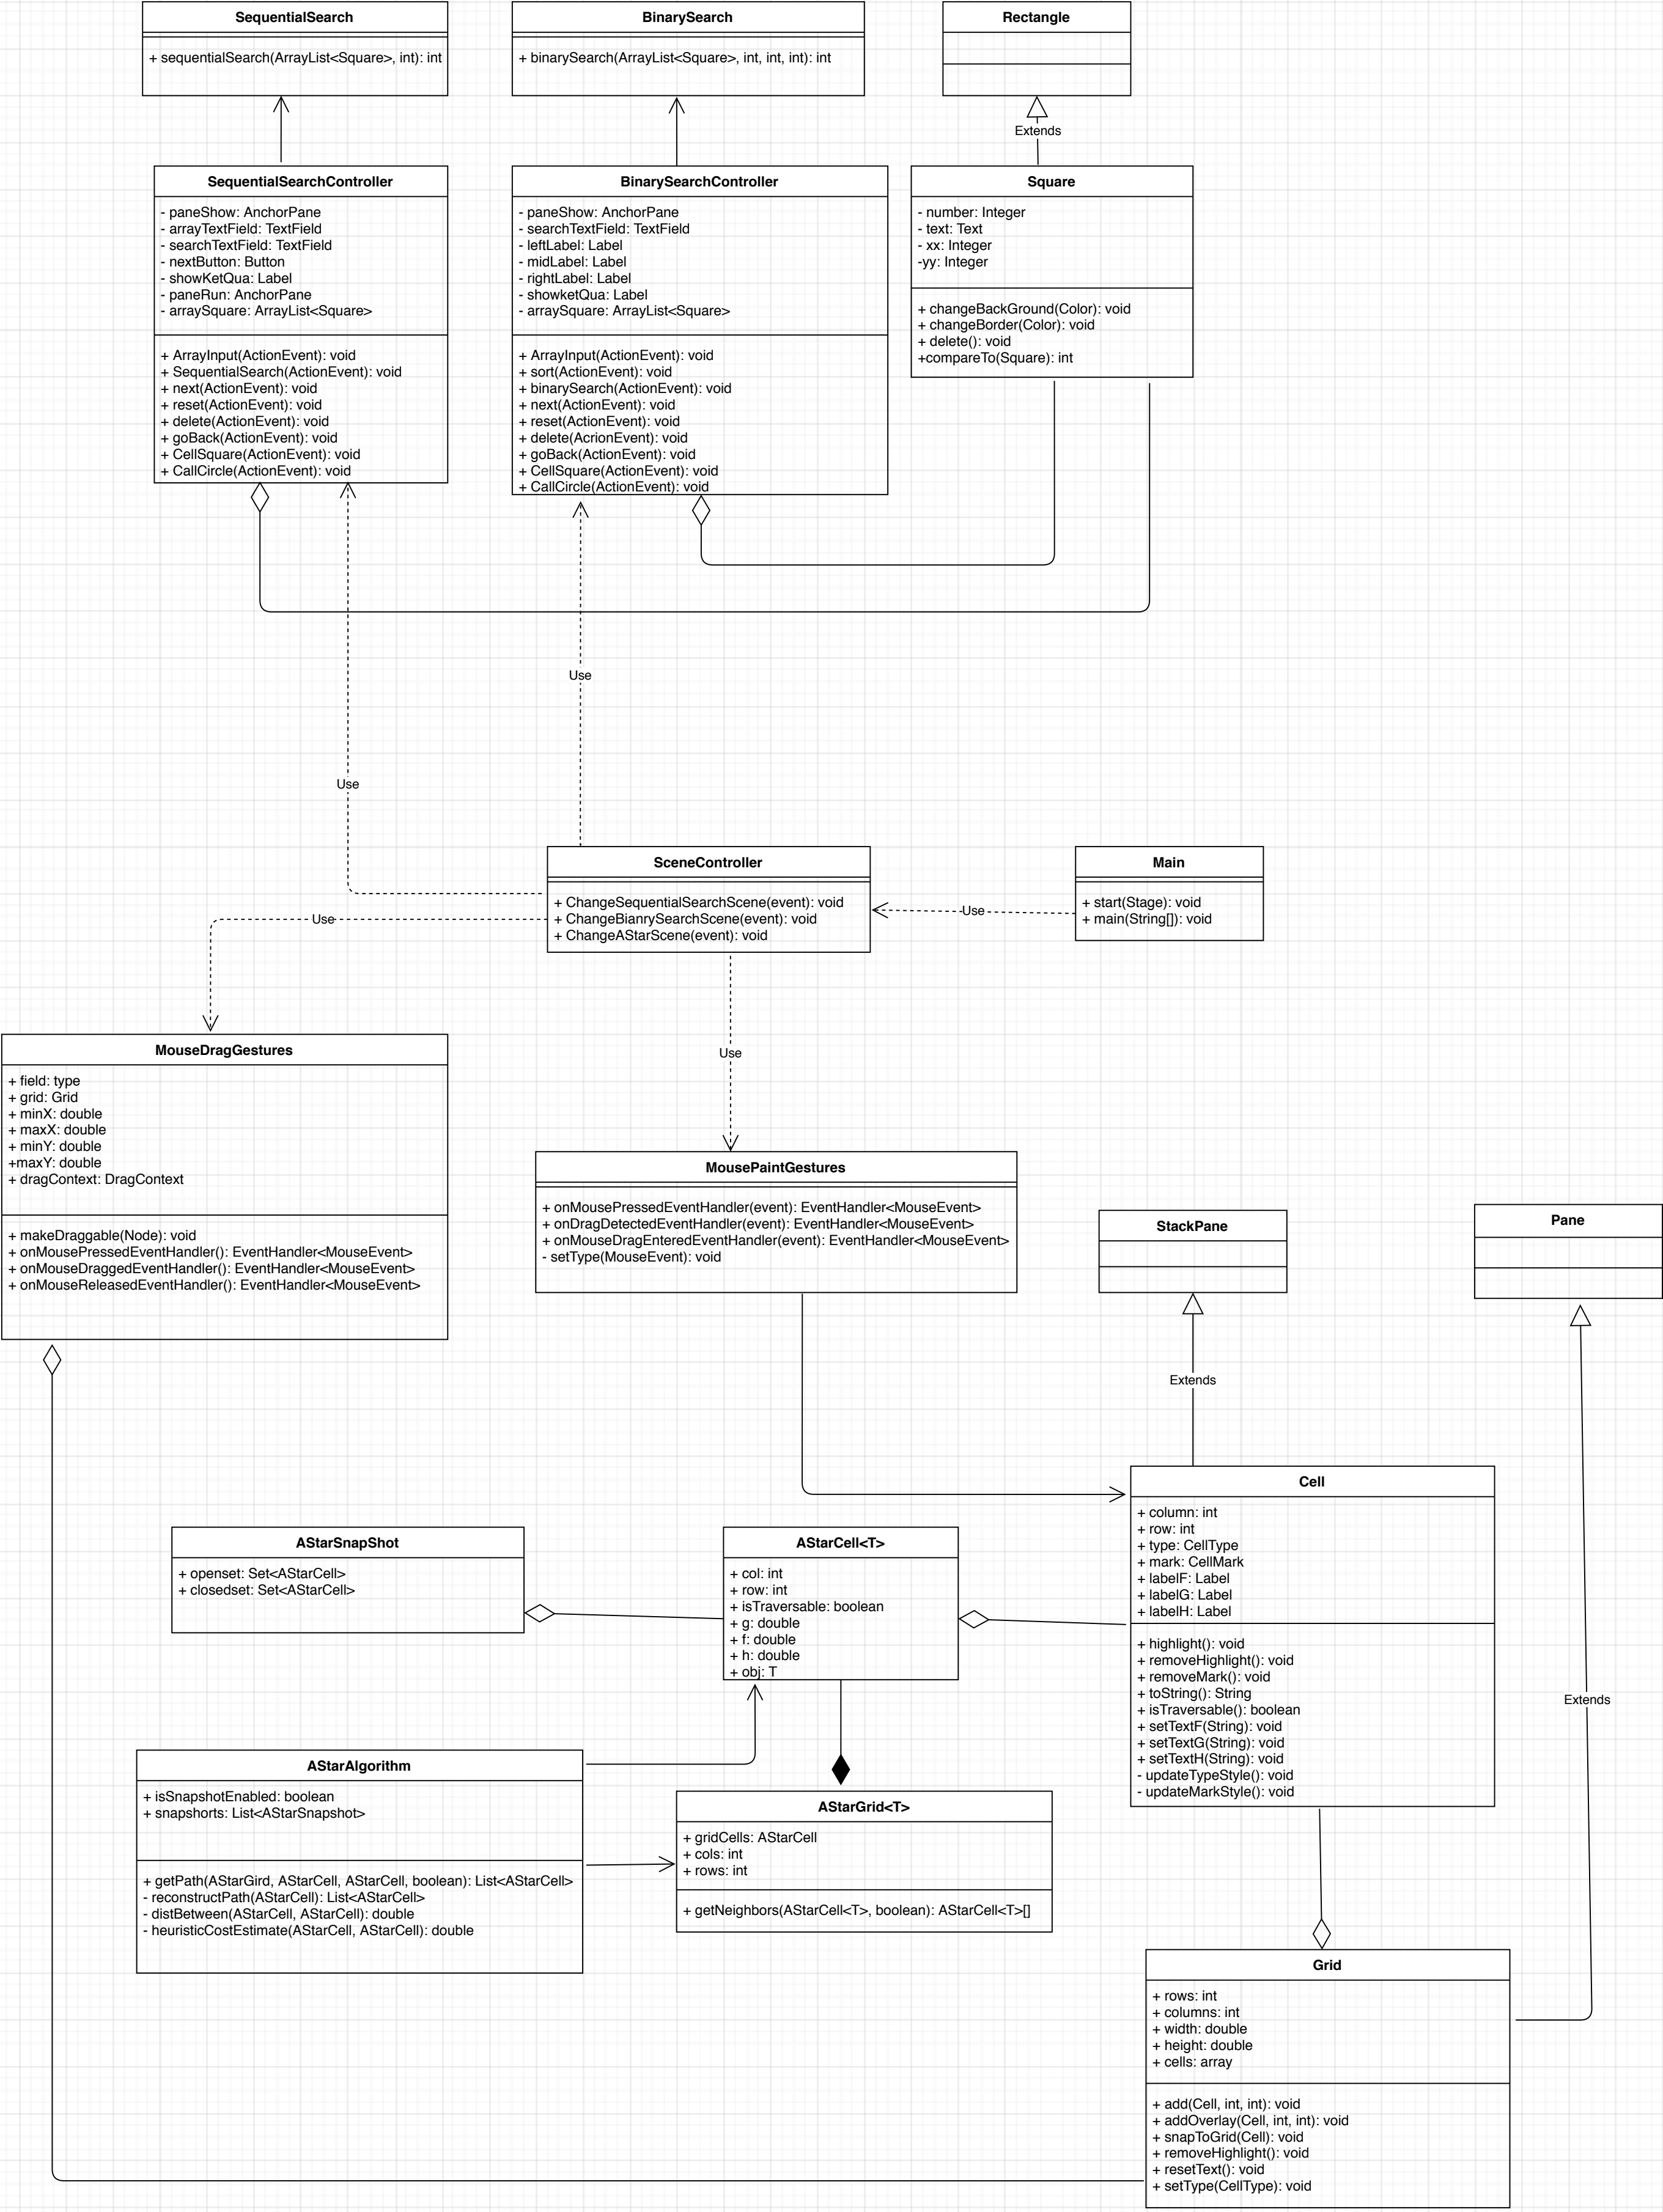 SequentialSearch
+ sequentialSearch(ArrayList<Square>, int): int
BinarySearch
+ binarySearch(ArrayList<Square>, int, int, int): int
Rectangle
Extends
SequentialSearchController
- paneShow: AnchorPane
- arrayTextField: TextField
- searchTextField: TextField
- nextButton: Button
- showKetQua: Label
- paneRun: AnchorPane
- arraySquare: ArrayList<Square>
+ ArrayInput(ActionEvent): void
+ SequentialSearch(ActionEvent): void
+ next(ActionEvent): void
+ reset(ActionEvent): void
+ delete(ActionEvent): void
+ goBack(ActionEvent): void
+ CellSquare(ActionEvent): void
+ CallCircle(ActionEvent): void
BinarySearchController
- paneShow: AnchorPane
- searchTextField: TextField
- leftLabel: Label
- midLabel: Label
- rightLabel: Label
- showketQua: Label
- arraySquare: ArrayList<Square>
+ ArrayInput(ActionEvent): void
+ sort(ActionEvent): void
+ binarySearch(ActionEvent): void
+ next(ActionEvent): void
+ reset(ActionEvent): void
+ delete(AcrionEvent): void
+ goBack(ActionEvent): void
+ CellSquare(ActionEvent): void
+ CallCircle(ActionEvent): void
Square
- number: Integer
- text: Text
- xx: Integer
-yy: Integer
+ changeBackGround(Color): void
+ changeBorder(Color): void
+ delete(): void
+compareTo(Square): int
Use
Use
SceneController
+ ChangeSequentialSearchScene(event): void
+ ChangeBianrySearchScene(event): void
+ ChangeAStarScene(event): void
Use
Main
+ start(Stage): void
+ main(String[]): void
Use
Use
MouseDragGestures
+ field: type
+ grid: Grid
+ minX: double
+ maxX: double
+ minY: double
+maxY: double
+ dragContext: DragContext
+ makeDraggable(Node): void
+ onMousePressedEventHandler(): EventHandler<MouseEvent>
+ onMouseDraggedEventHandler(): EventHandler<MouseEvent>
+ onMouseReleasedEventHandler(): EventHandler<MouseEvent>
MousePaintGestures
+ onMousePressedEventHandler(event): EventHandler<MouseEvent>
+ onDragDetectedEventHandler(event): EventHandler<MouseEvent>
+ onMouseDragEnteredEventHandler(event): EventHandler<MouseEvent>
- setType(MouseEvent): void
StackPane
Pane
Extends
Extends
Cell
+ column: int
+ row: int
+ type: CellType
+ mark: CellMark
+ labelF: Label
+ labelG: Label
+ labelH: Label
+ highlight(): void
+ removeHighlight(): void
+ removeMark(): void
+ toString(): String
+ isTraversable(): boolean
+ setTextF(String): void
+ setTextG(String): void
+ setTextH(String): void
- updateTypeStyle(): void
- updateMarkStyle(): void
AStarSnapShot
+ openset: Set<AStarCell>
+ closedset: Set<AStarCell>
AStarCell<T>
+ col: int
+ row: int
+ isTraversable: boolean
+ g: double
+ f: double
+ h: double
+ obj: T
AStarAlgorithm
+ isSnapshotEnabled: boolean
+ snapshorts: List<AStarSnapshot>
+ getPath(AStarGird, AStarCell, AStarCell, boolean): List<AStarCell>
- reconstructPath(AStarCell): List<AStarCell>
- distBetween(AStarCell, AStarCell): double
- heuristicCostEstimate(AStarCell, AStarCell): double
AStarGrid<T>
+ gridCells: AStarCell
+ cols: int
+ rows: int
+ getNeighbors(AStarCell<T>, boolean): AStarCell<T>[]
Grid
+ rows: int
+ columns: int
+ width: double
+ height: double
+ cells: array
+ add(Cell, int, int): void
+ addOverlay(Cell, int, int): void
+ snapToGrid(Cell): void
+ removeHighlight(): void
+ resetText(): void
+ setType(CellType): void